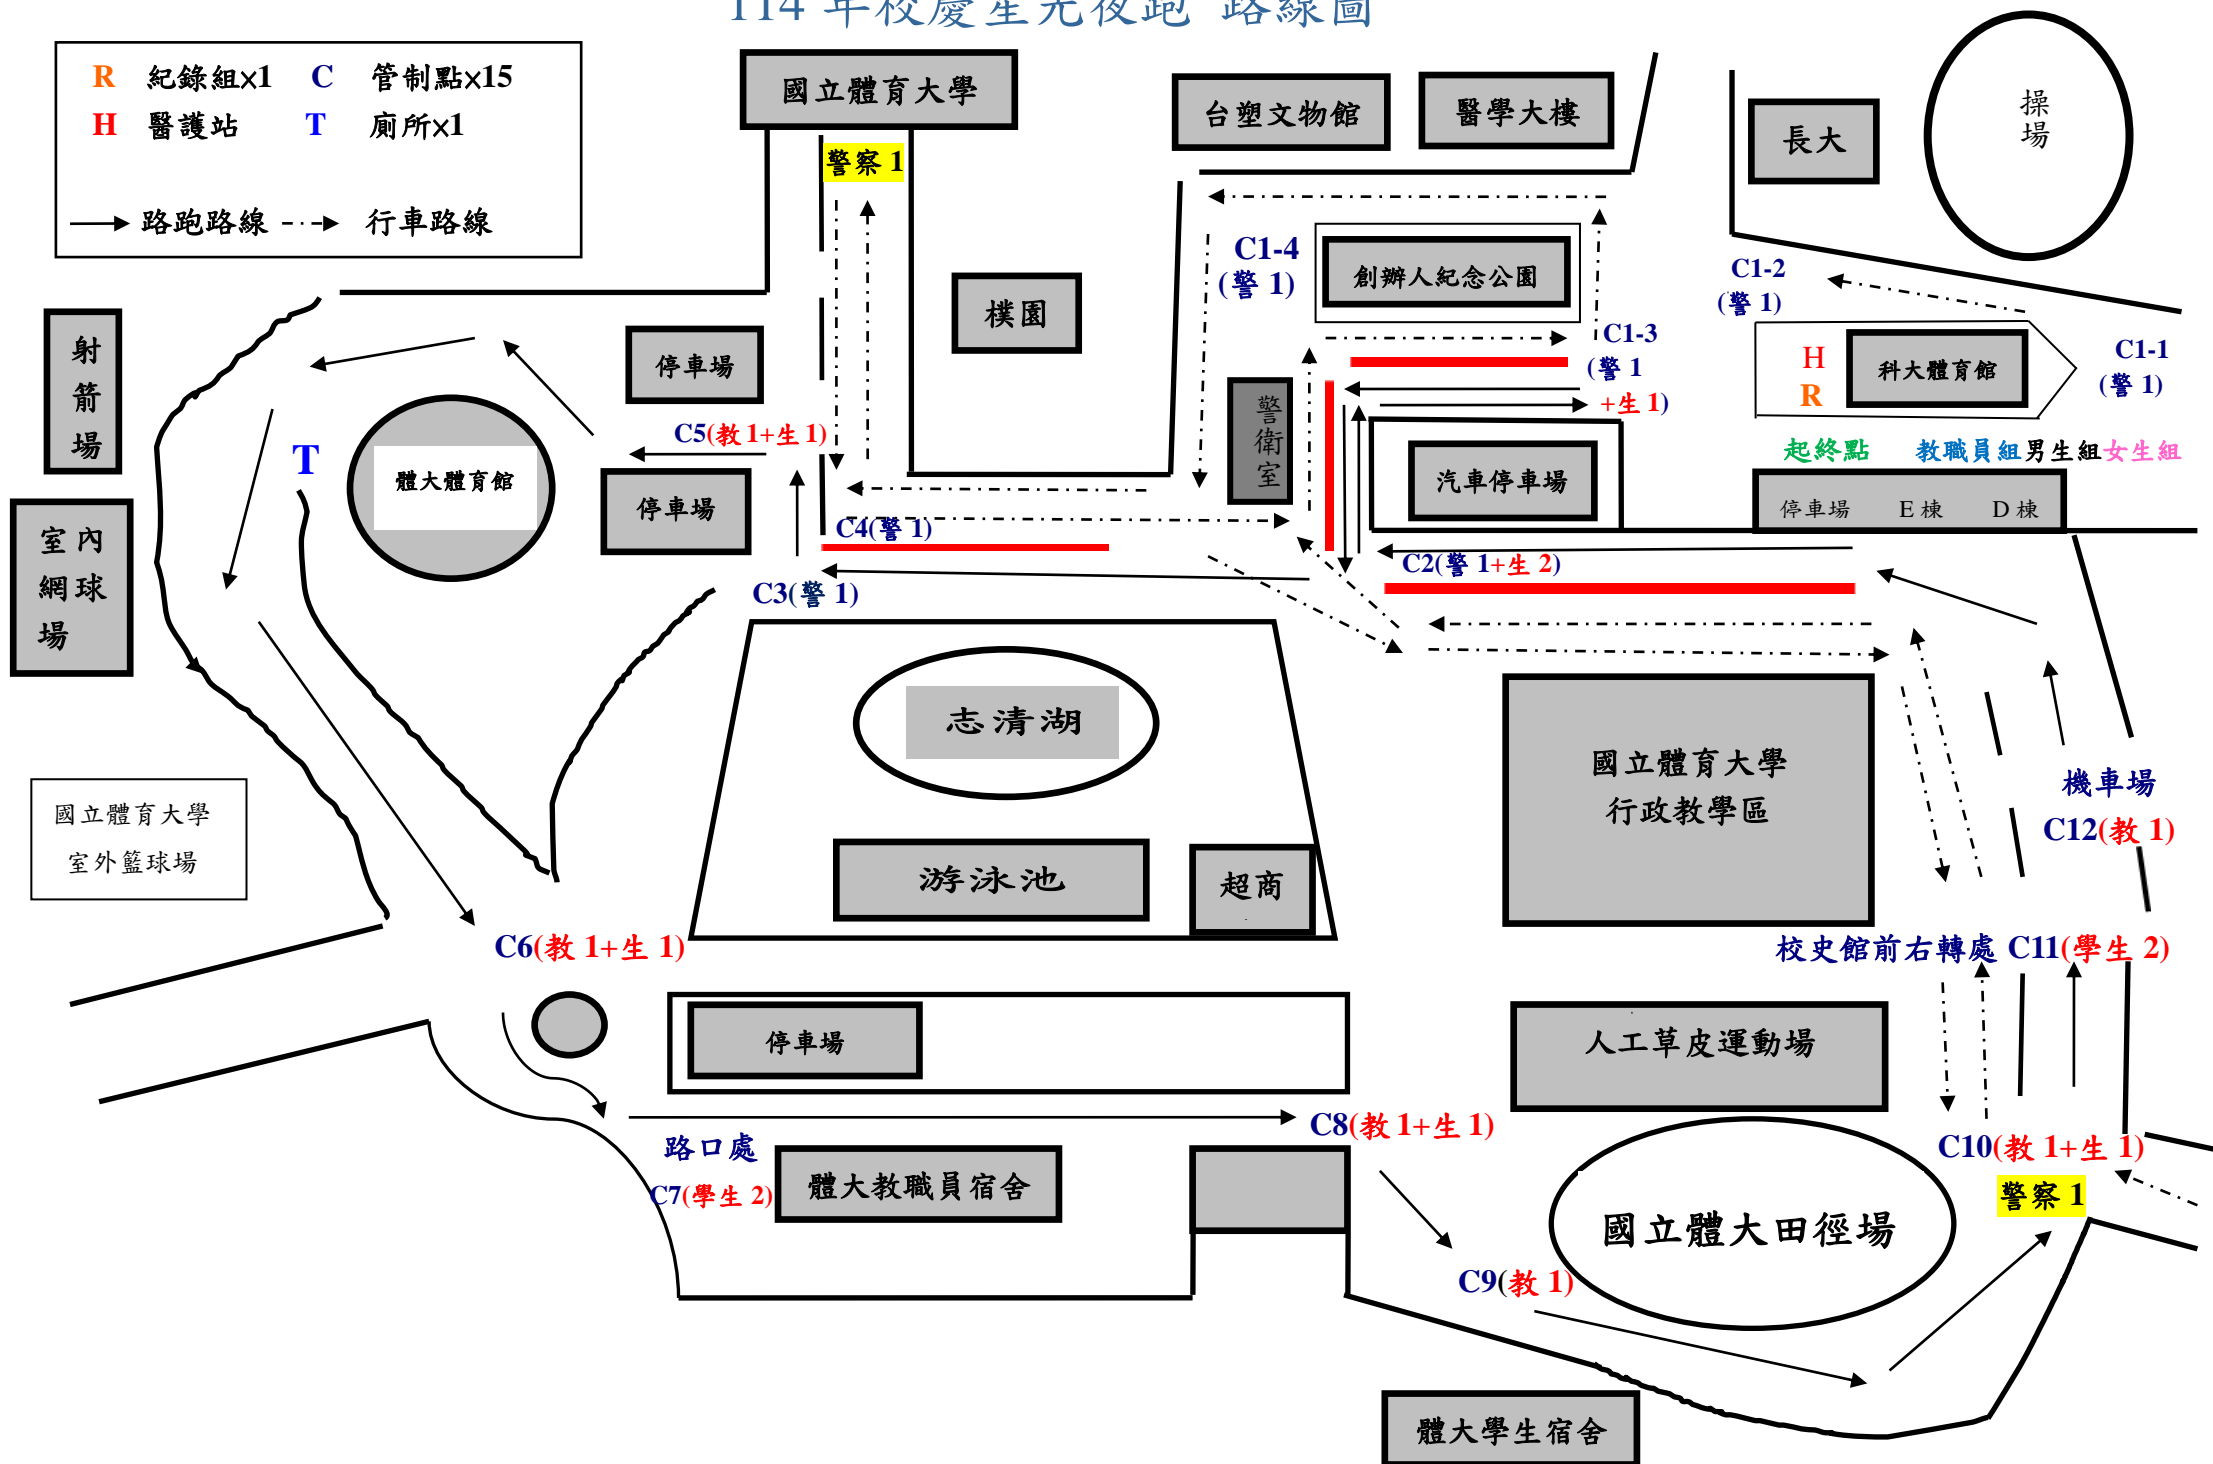 114 年校慶星光夜跑 路線圖
R 紀錄組x1 C 管制點x15
H 醫護站 T 廁所x1
路跑路線 行車路線
國立體育大學
警察 1
台塑文物館
醫學大樓
長大
操場
C1-4
(警 1)
創辦人紀念公園
C1-2
(警 1)
C1-3
(警 1
+生 1)
C1-1
(警 1)
H
R
科大體育館
起終點 教職員組男生組女生組
停車場 E 棟 D 棟
樸園
停車場
射箭場
警衛室
汽車停車場
C5(教 1+生 1)
T
體大體育館
停車場
C4(警 1)
C2(警 1+生 2)
C3(警 1)
室內網球場
志清湖
國立體育大學
行政教學區
機車場
C12(教 1)
國立體育大學
室外籃球場
游泳池
超商
C6(教 1+生 1)
校史館前右轉處 C11(學生 2)
停車場
人工草皮運動場
C8(教 1+生 1)
路口處
C7(學生 2)
體大教職員宿舍
C10(教 1+生 1)
警察 1
國立體大田徑場
C9(教 1)
體大學生宿舍